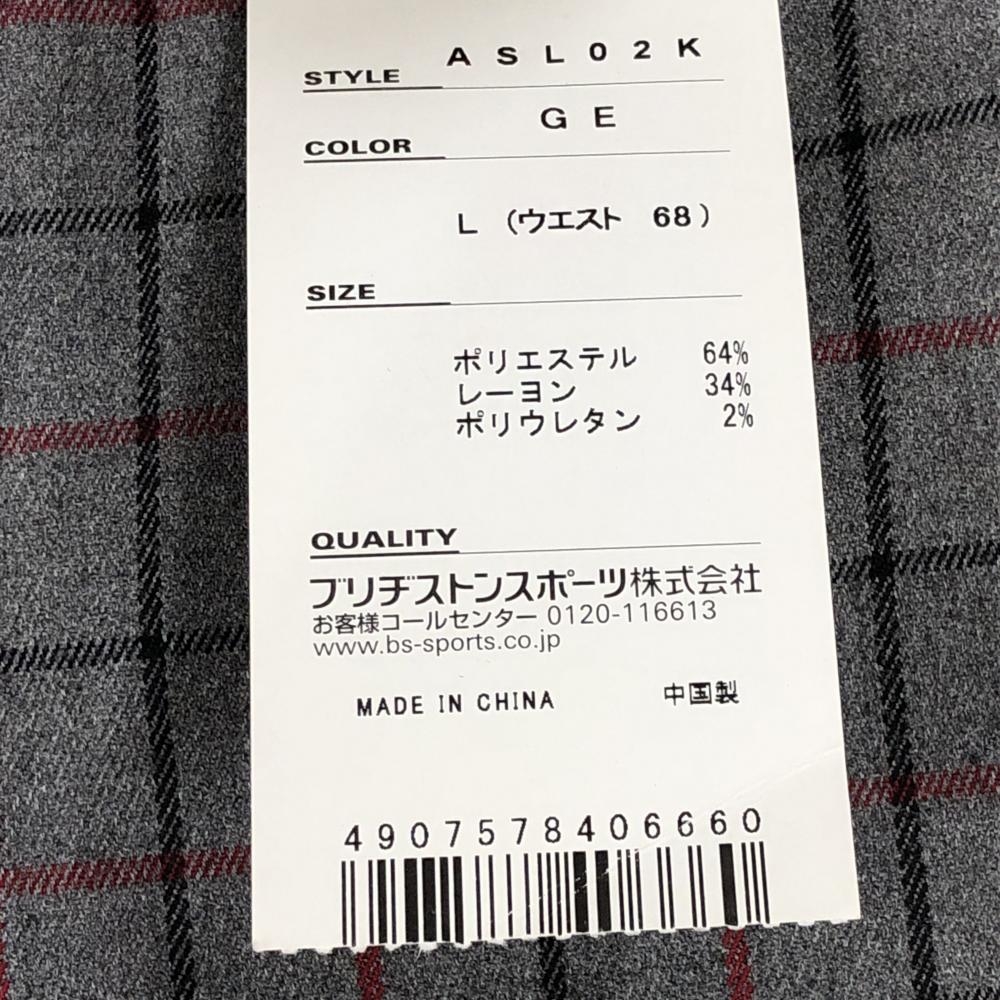 STYLE ASL02K
COLOR GE
L (ウエスト 68)
SIZE
ポリエステル 64%
レーヨン 34%
ポリウレタン 2%
QUALITY
ブリヂストンスポーツ株式会社
お客様コールセンター 0120-116613
www.bs-sports.co.jp
MADE IN CHINA 中国製
4907578406660